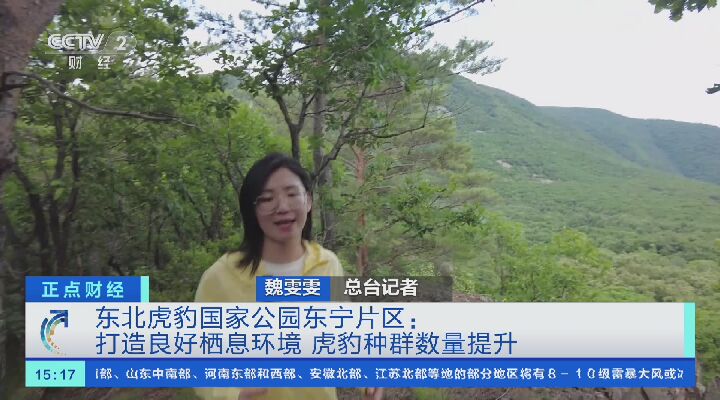 CCTV 2
财 经
正点财经
魏雯雯 总台记者
东北虎豹国家公园东宁片区：
打造良好栖息环境 虎豹种群数量提升
15:17 部、山东中南部、河南东部和西部、安徽北部、江苏北部等地的部分地区将有8-10级雷暴大风或